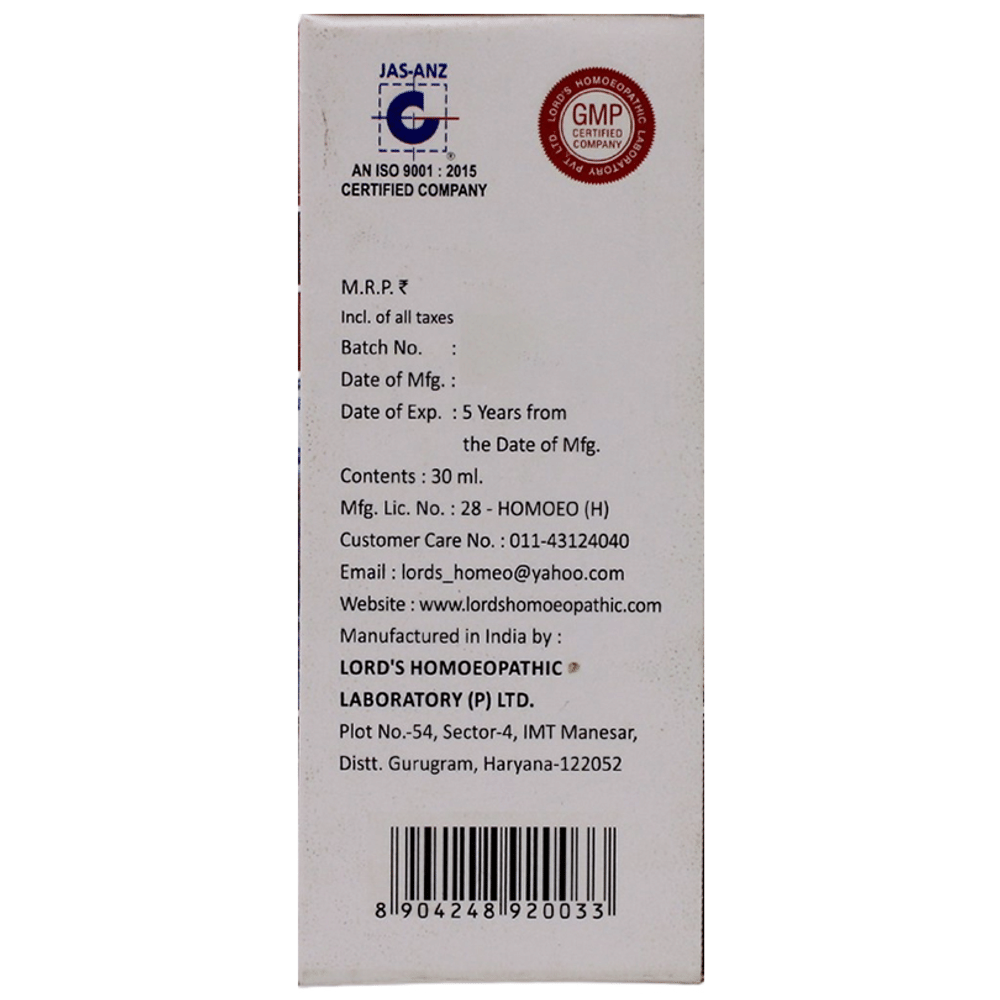 JAS-ANZ
AN ISO 9001 : 2015
CERTIFIED COMPANY
LORD'S HOMOEOPATHIC LABORATORY PVT. LTD
GMP
CERTIFIED
COMPANY
M.R.P. ₹
Incl. of all taxes
Batch No. :
Date of Mfg. :
Date of Exp. : 5 Years from
the Date of Mfg.
Contents : 30 ml.
Mfg. Lic. No. : 28 - HOMOEO (H)
Customer Care No. : 011-43124040
Email : lords_homeo@yahoo.com
Website : www.lordshomoeopathic.com
Manufactured in India by :
LORD'S HOMOEOPATHIC
LABORATORY (P) LTD.
Plot No.-54, Sector-4, IMT Manesar,
Distt. Gurugram, Haryana-122052
8 904248 920033